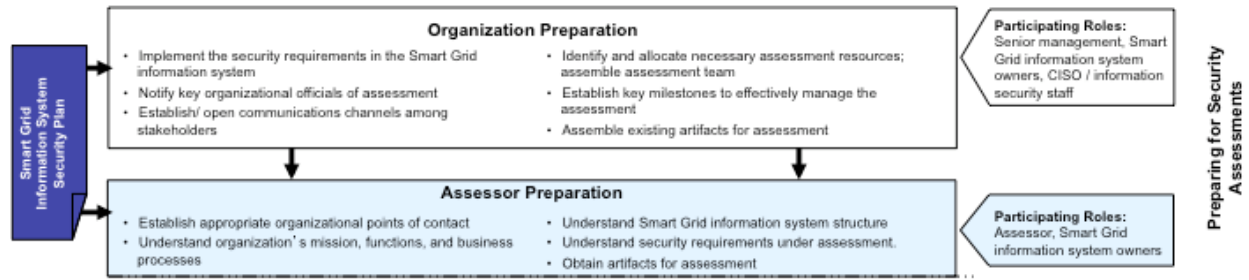 Smart Grid
Information System
Security Plan
Organization Preparation
• Implement the security requirements in the Smart Grid
information system
• Notify key organizational officials of assessment
• Establish/ open communications channels among
stakeholders
• Identify and allocate necessary assessment resources;
assemble assessment team
• Establish key milestones to effectively manage the
assessment
• Assemble existing artifacts for assessment
Participating Roles:
Senior management, Smart
Grid information system
owners, CISO / information
security staff
Assessor Preparation
• Establish appropriate organizational points of contact
• Understand organization's mission, functions, and business
processes
• Understand Smart Grid information system structure
• Understand security requirements under assessment.
• Obtain artifacts for assessment
Participating Roles:
Assessor, Smart Grid
information system owners
Preparing for Security
Assessments